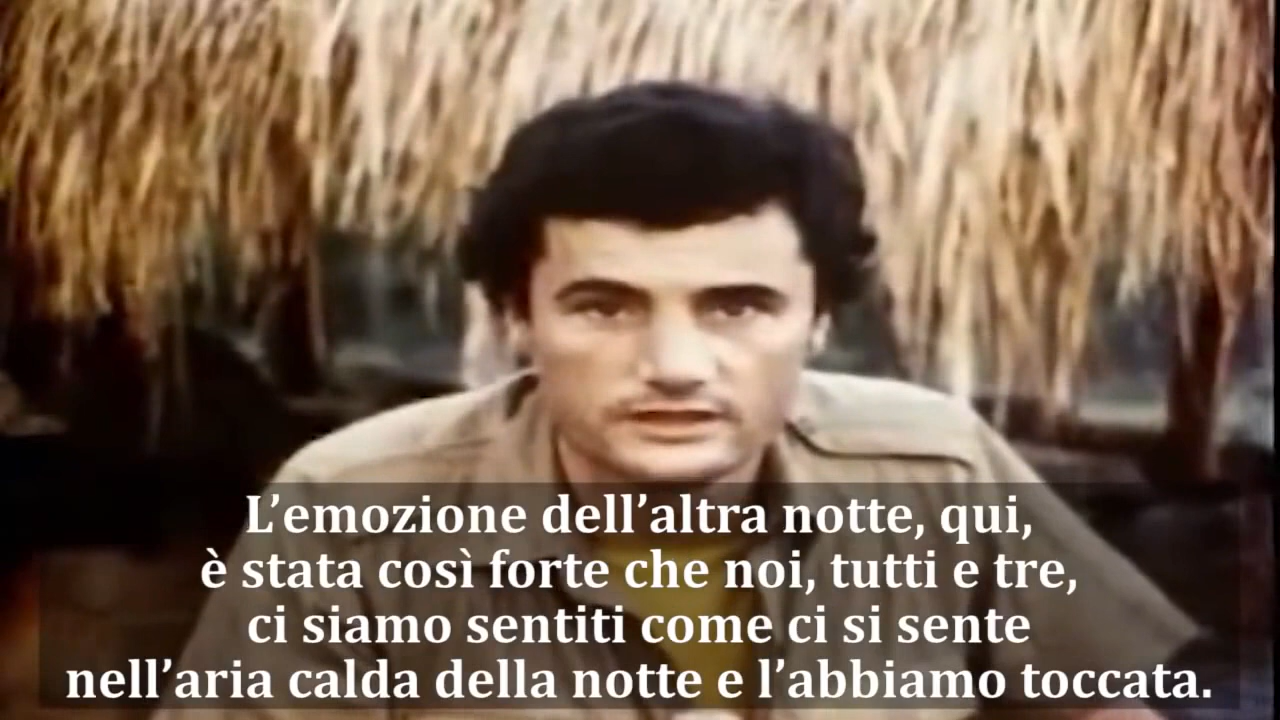 L’emozione dell’altra notte, qui,
è stata così forte che noi, tutti e tre,
ci siamo sentiti come ci si sente
nell’aria calda della notte e l’abbiamo toccata.